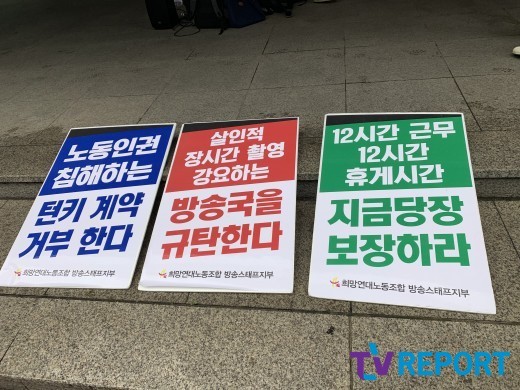 노동인권
침해하는
턴키 계약
거부 한다
희망연대노동조합 방송스태프지부
살인적
장시간 촬영
강요하는
방송국을
규탄한다
희망연대노동조합 방송스태프지부
12시간 근무
12시간
휴게시간
지금당장
보장하라
희망연대노동조합 방송스태프지부
TV REPORT